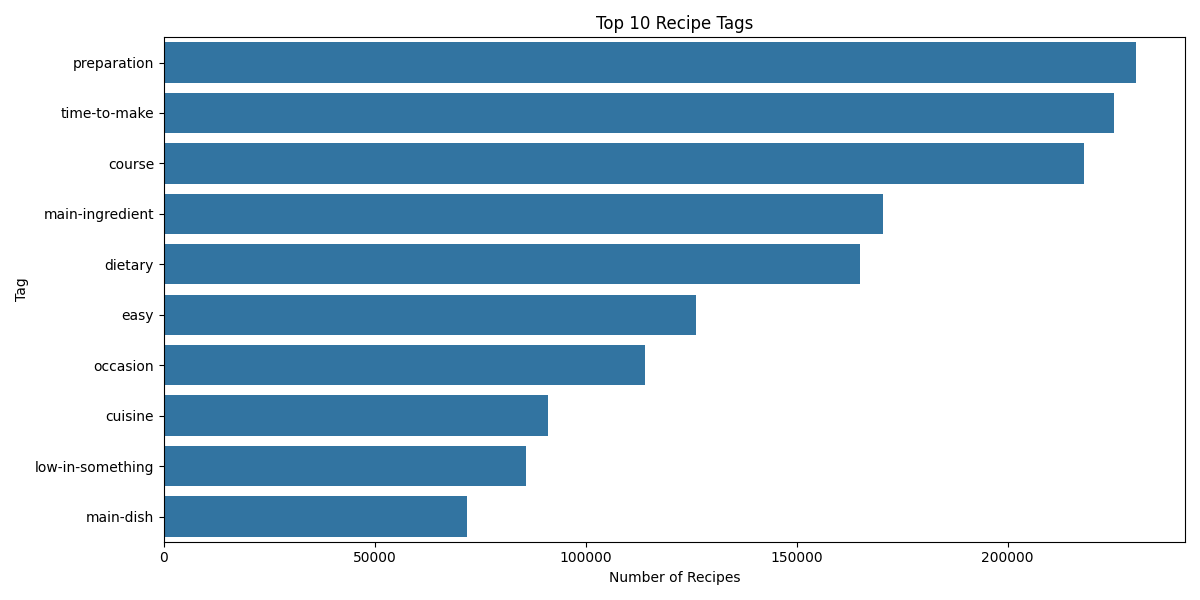 Top 10 Recipe Tags
preparation
time-to-make
course
main-ingredient
dietary
easy
occasion
cuisine
low-in-something
main-dish
Tag
0 50000 100000 150000 200000
Number of Recipes